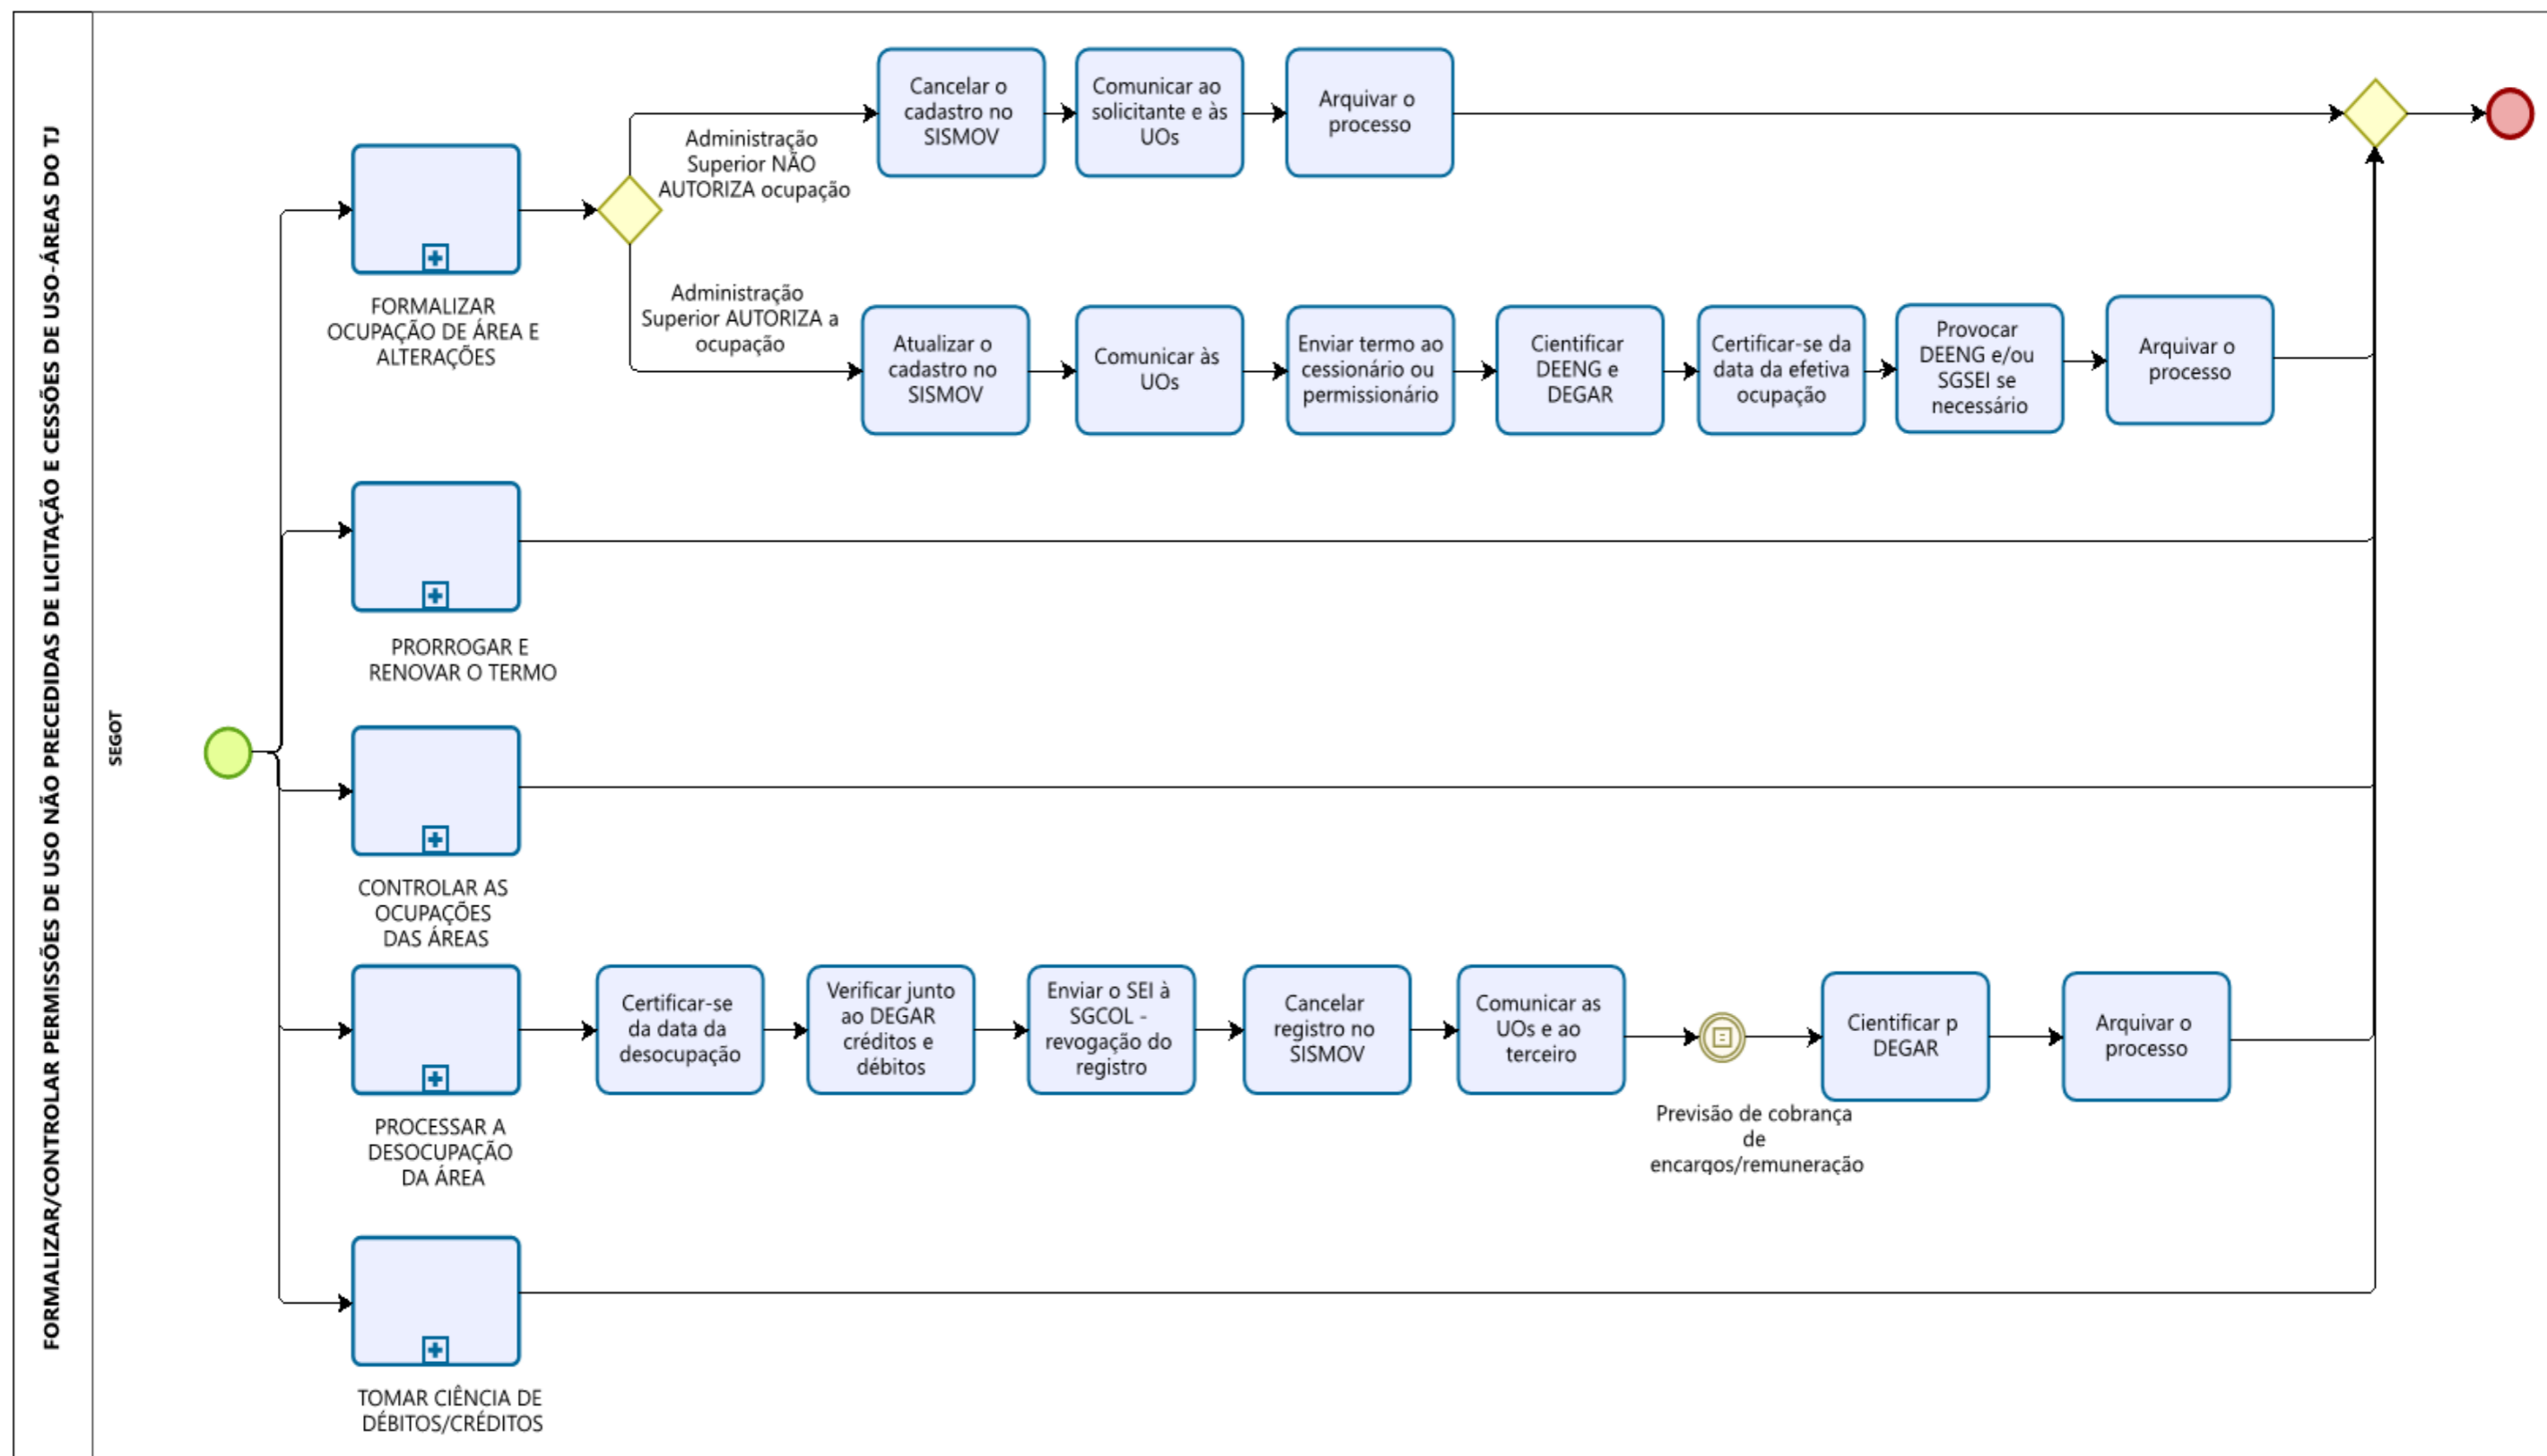 FORMALIZAR/CONTROLAR PERMISSÕES DE USO NÃO PRECEDIDAS DE LICITAÇÃO E CESSÕES DE USO-ÁREAS DO TJ
SEGOT
Cancelar o
cadastro no
SISMOV
Comunicar ao
solicitante e às
UOs
Arquivar o
processo
Administração
Superior NÃO
AUTORIZA ocupação
FORMALIZAR
OCUPAÇÃO DE ÁREA E
ALTERAÇÕES
Administração
Superior AUTORIZA a
ocupação
Atualizar o
cadastro no
SISMOV
Comunicar às
UOs
Enviar termo ao
cessionário ou
permissionário
Cientificar
DEENG e
DEGAR
Certificar-se da
data da efetiva
ocupação
Provocar
DEENG e/ou
SGSEI se
necessário
Arquivar o
processo
PRORROGAR E
RENOVAR O TERMO
CONTROLAR AS
OCUPAÇÕES
DAS ÁREAS
PROCESSAR A
DESOCUPAÇÃO
DA ÁREA
Certificar-se
da data da
desocupação
Verificar junto
ao DEGAR
créditos e
débitos
Enviar o SEI à
SGCOL -
revogação do
registro
Cancelar
registro no
SISMOV
Comunicar as
UOs e ao
terceiro
Previsão de cobrança
de
encargos/remuneração
Cientificar p
DEGAR
Arquivar o
processo
TOMAR CIÊNCIA DE
DÉBITOS/CRÉDITOS